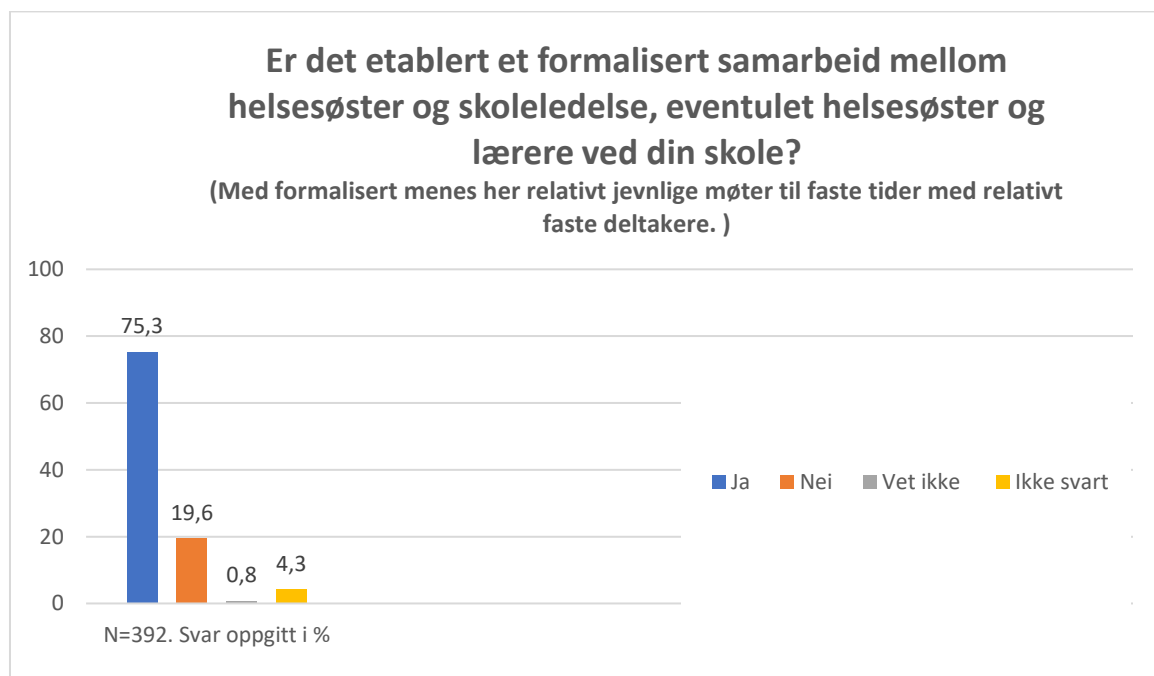 Er det etablert et formalisert samarbeid mellom
helsesøster og skoleledelse, eventulet helsesøster og
lærere ved din skole?
(Med formalisert menes her relativt jevnlige møter til faste tider med relativt
faste deltakere. )
100
80
60
40
20
0
75,3
19,6
0,8
4,3
Ja
Nei
Vet ikke
Ikke svart
N=392. Svar oppgitt i %